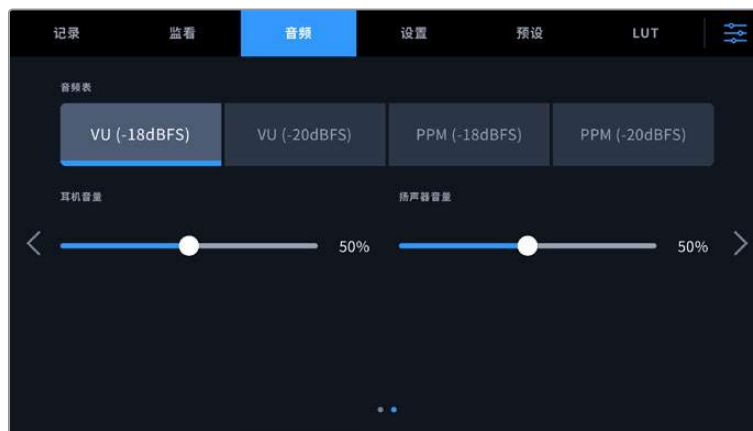 记录 监看 音频 设置 预设 LUT
音频表
VU (-18dBFS) VU (-20dBFS) PPM (-18dBFS) PPM (-20dBFS)
耳机音量 扬声器音量
50% 50%